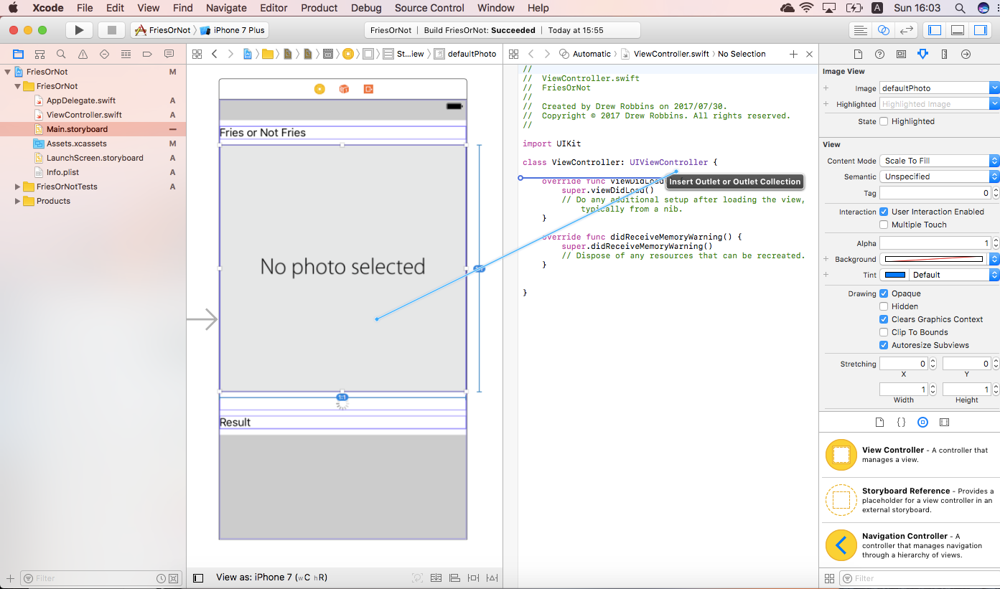 Xcode File Edit View Find Navigate Editor Product Debug Source Control Window Help
A Sun 16:03
FriesOrNot iPhone 7 Plus
FriesOrNot | Build FriesOrNot: Succeeded | Today at 15:55
St...iew defaultPhoto
Automatic ViewController.swift No Selection
FriesOrNot M
FriesOrNot
AppDelegate.swift A
ViewController.swift A
Main.storyboard
Assets.xcassets M
LaunchScreen.storyboard A
Info.plist A
FriesOrNotTests A
Products
Filter
Fries or Not Fries
No photo selected
1:1
1:1
Result
View as: iPhone 7 (wC hR)
//
// ViewController.swift
// FriesOrNot
//
// Created by Drew Robbins on 2017/07/30.
// Copyright © 2017 Drew Robbins. All rights reserved.
//
import UIKit
class ViewController: UIViewController {
Insert Outlet or Outlet Collection
override func viewDidLoad
super.viewDidLoad()
// Do any additional setup after loading the view,
typically from a nib.
}
override func didReceiveMemoryWarning() {
super.didReceiveMemoryWarning()
// Dispose of any resources that can be recreated.
}
}
Image View
Image defaultPhoto
Highlighted Highlighted Image
State Highlighted
View
Content Mode Scale To Fill
Semantic Unspecified
Tag 0
Interaction User Interaction Enabled
Multiple Touch
Alpha 1
Background
Tint Default
Drawing Opaque
Hidden
Clears Graphics Context
Clip To Bounds
Autoresize Subviews
Stretching 0 0
X Y
1 1
Width Height
{ }
View Controller - A controller that
manages a view.
Storyboard Reference - Provides a
placeholder for a view controller in an
external storyboard.
Navigation Controller - A
controller that manages navigation
through a hierarchy of views.
Filter